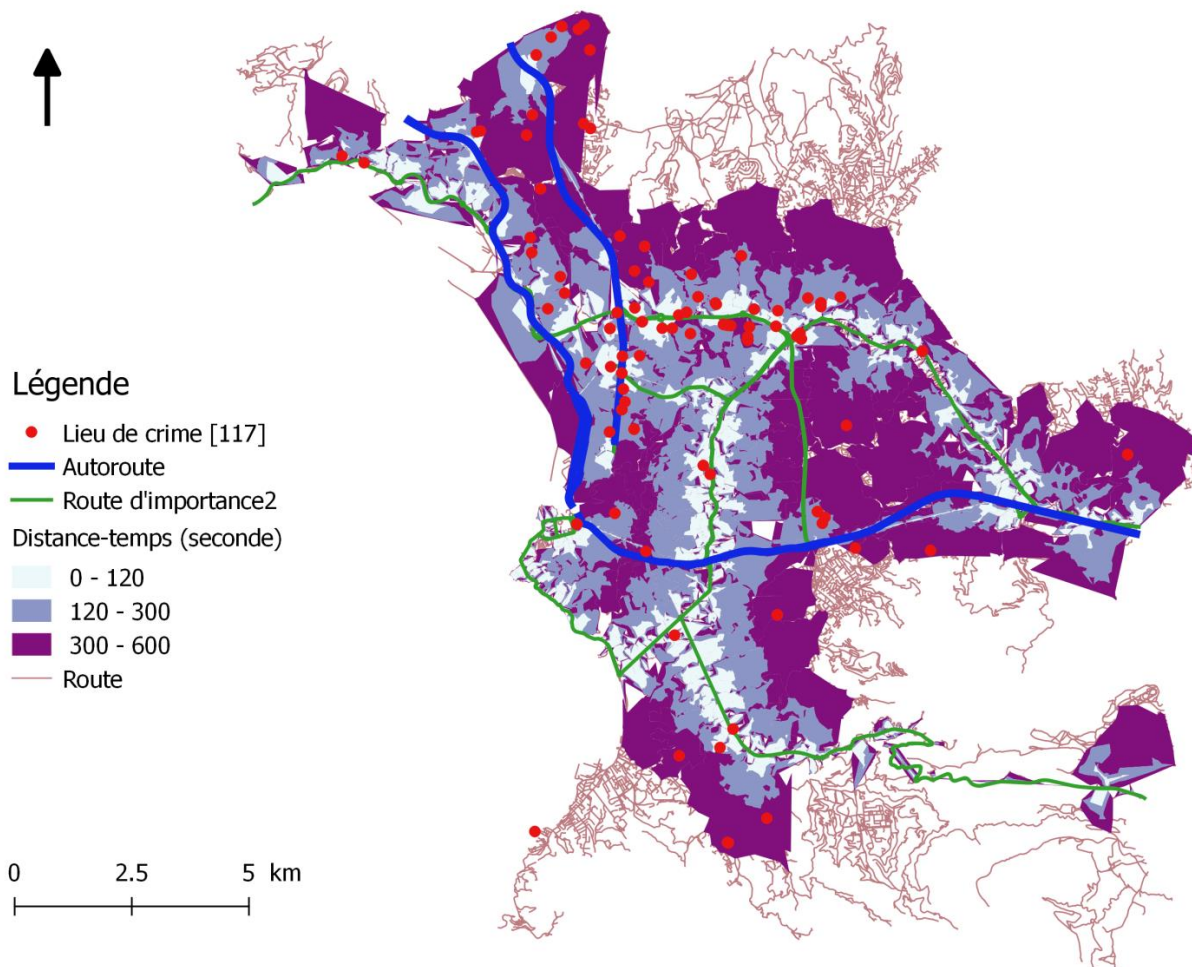 Légende
Lieu de crime [117]
Autoroute
Route d'importance2
Distance-temps (seconde)
0 - 120
120 - 300
300 - 600
Route
0 2.5 5 km